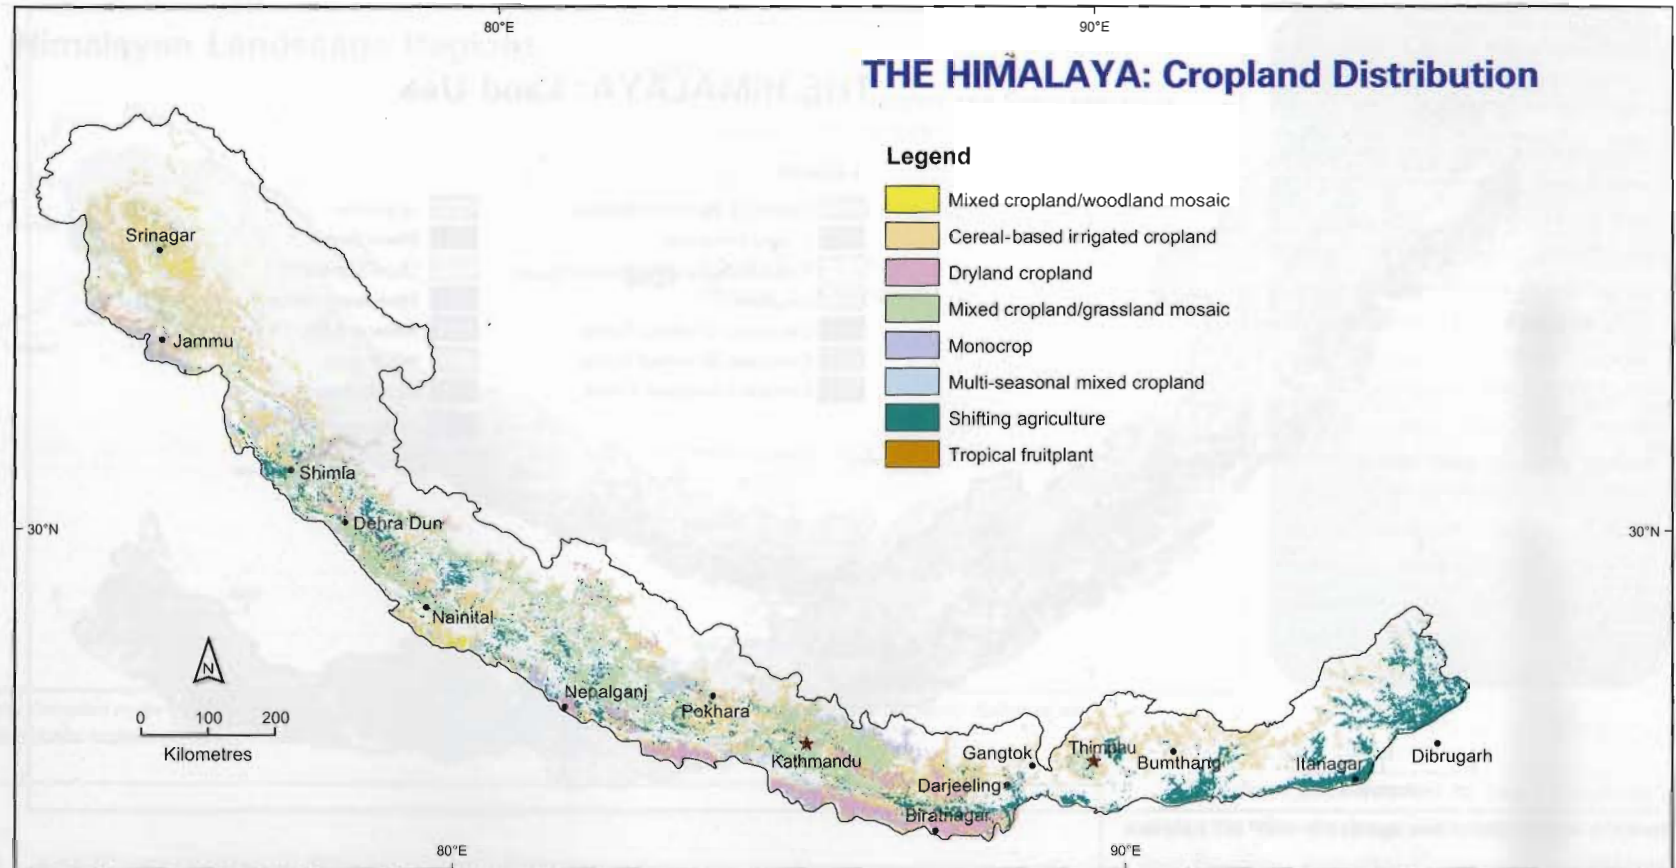 80°E
90°E
THE HIMALAYA: Cropland Distribution
Legend
Mixed cropland/woodland mosaic
Cereal-based irrigated cropland
Dryland cropland
Mixed cropland/grassland mosaic
Monocrop
Multi-seasonal mixed cropland
Shifting agriculture
Tropical fruitplant
Srinagar
Jammu
Shimla
30°N
Dehra Dun
30°N
Nainital
N
Nepalganj
Pokhara
0 100 200
Kilometres
Kathmandu
Gangtok
Thimphu
Bumthang
Itanagar
Dibrugarh
Darjeeling
Biratnagar
80°E
90°E